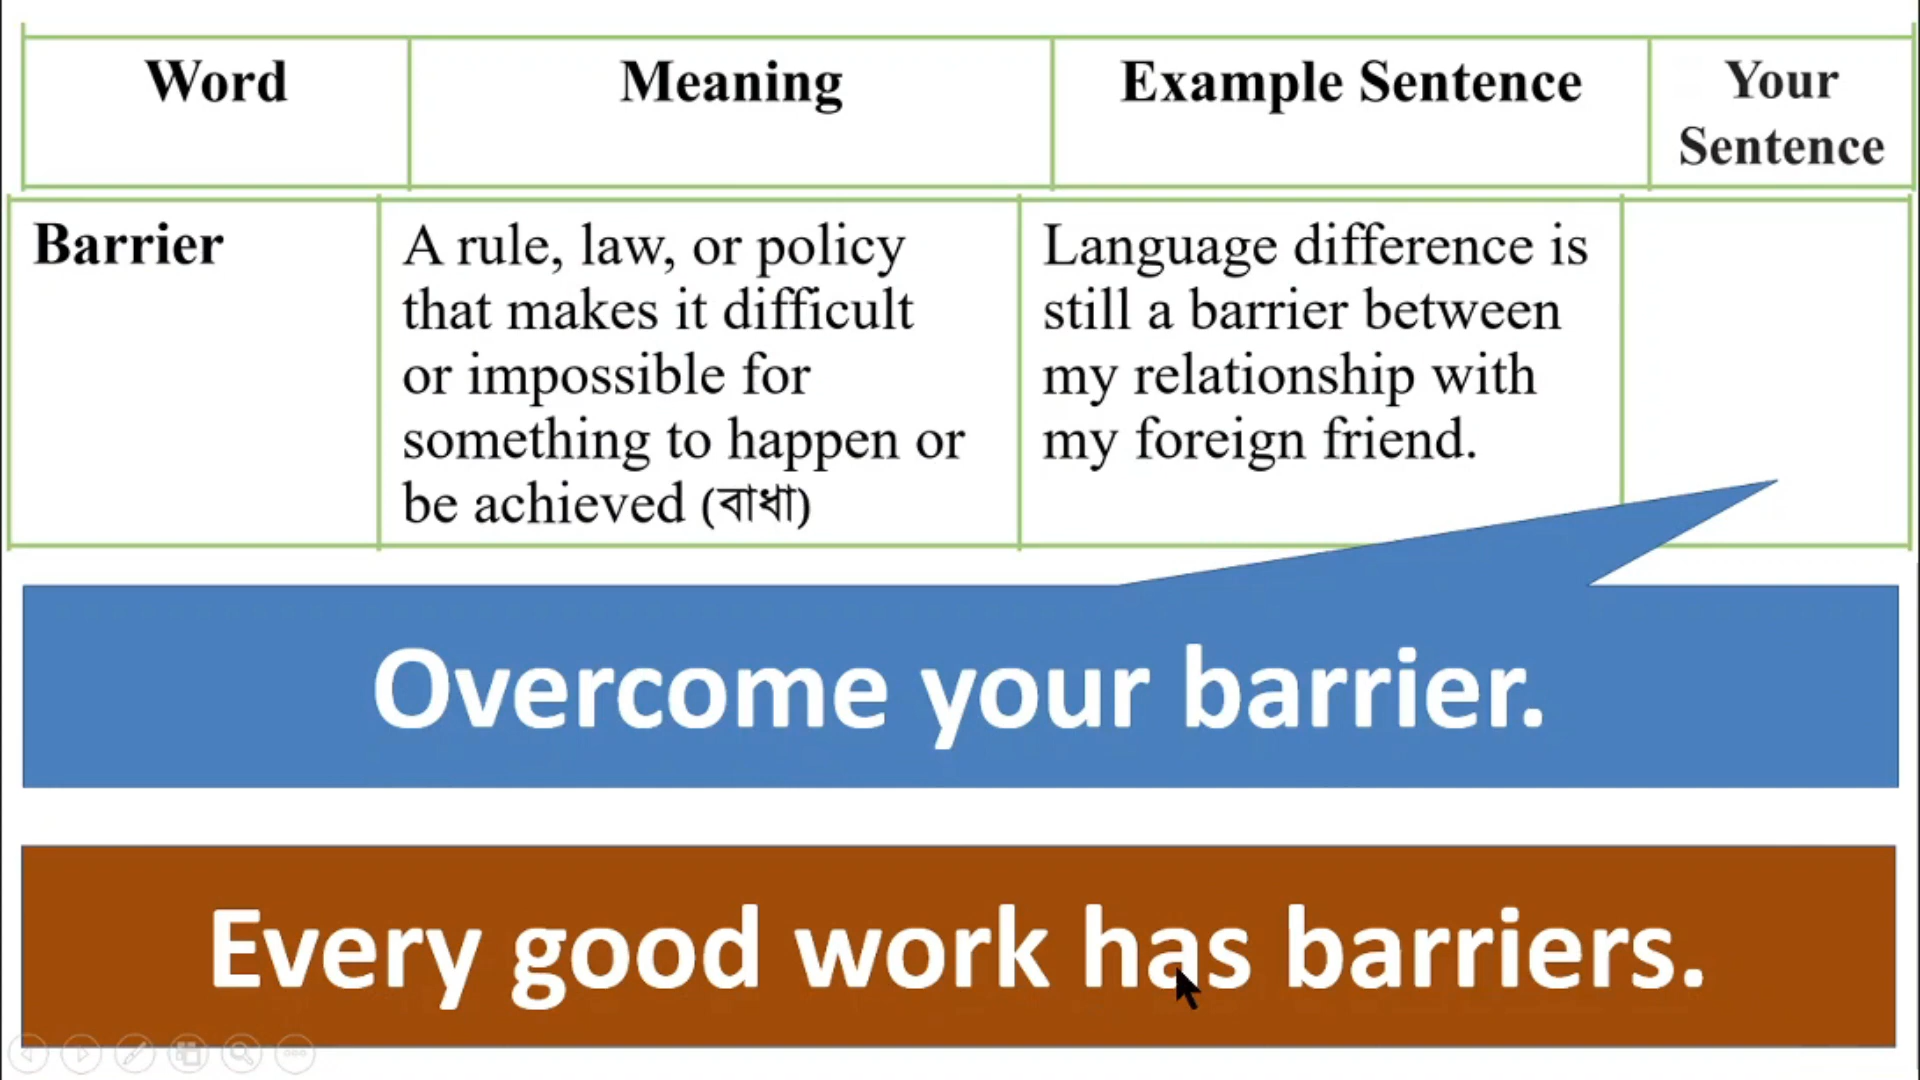 Word
Meaning
Example Sentence
Your
Sentence
Barrier
A rule, law, or policy
that makes it difficult
or impossible for
something to happen or
be achieved (বাধা)
Language difference is
still a barrier between
my relationship with
my foreign friend.
Overcome your barrier.
Every good work has barriers.